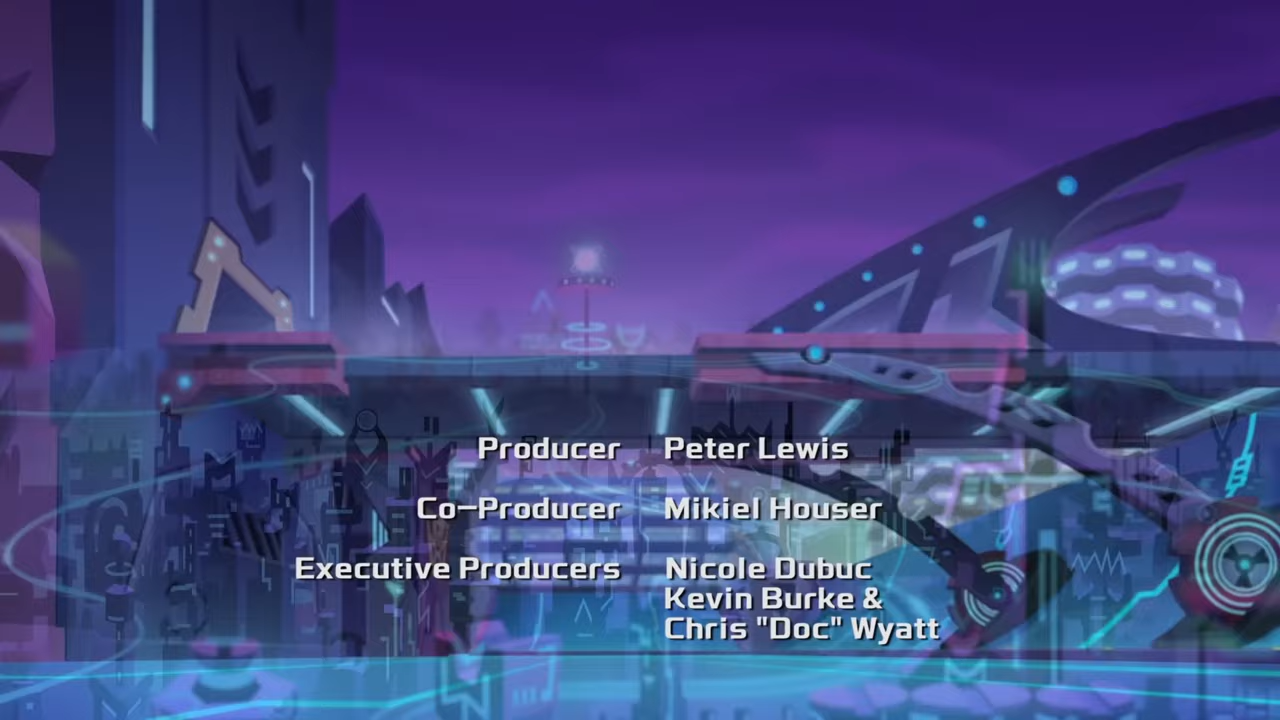 Producer Peter Lewis
Co-Producer Mikiel Houser
Executive Producers Nicole Dubuc
Kevin Burke &
Chris "Doc" Wyatt